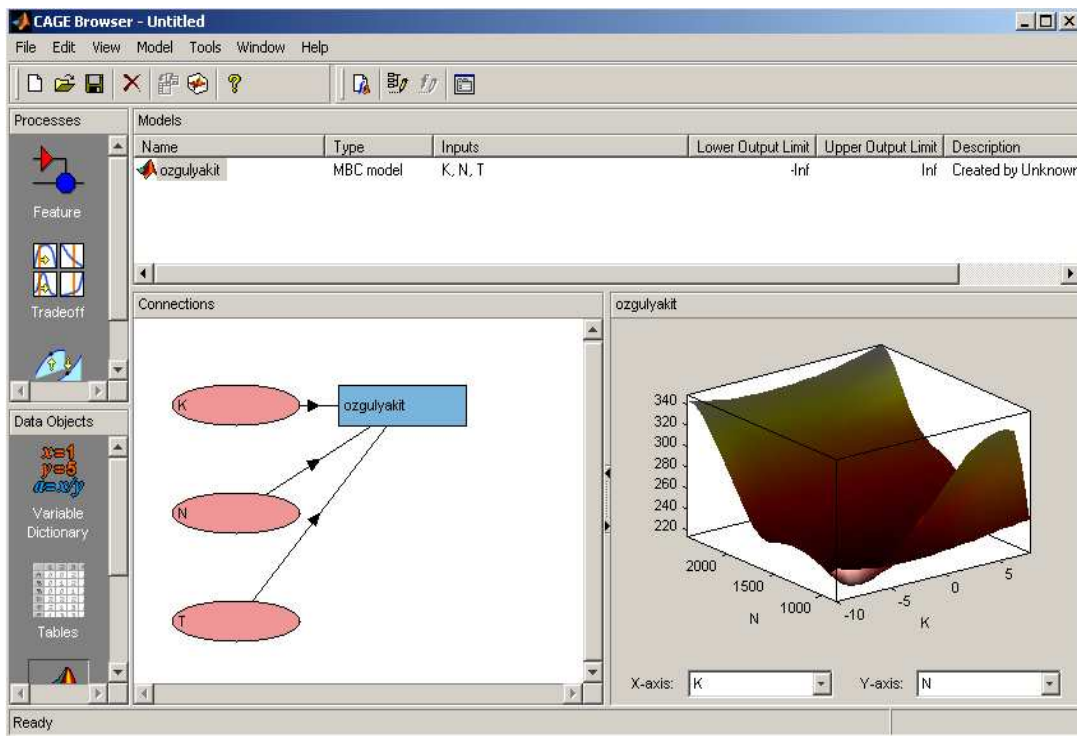 CAGE Browser - Untitled
File Edit View Model Tools Window Help
Processes
Feature
Tradeoff
Data Objects
x=1
y=5
a=x/y
Variable
Dictionary
Tables
Models
Name Type Inputs Lower Output Limit Upper Output Limit Description
ozgulyakit MBC model K, N, T -Inf Inf Created by Unknown
Connections
K
ozgulyakit
N
T
ozgulyakit
340
320
300
280
260
240
220
2000
1500
1000
N
-10
-5
0
5
K
X-axis: K Y-axis: N
Ready